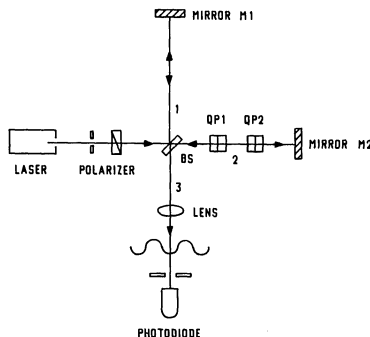 MIRROR M1
1
QP1 QP2
LASER
POLARIZER
BS
2
MIRROR M2
3
LENS
PHOTODIODE